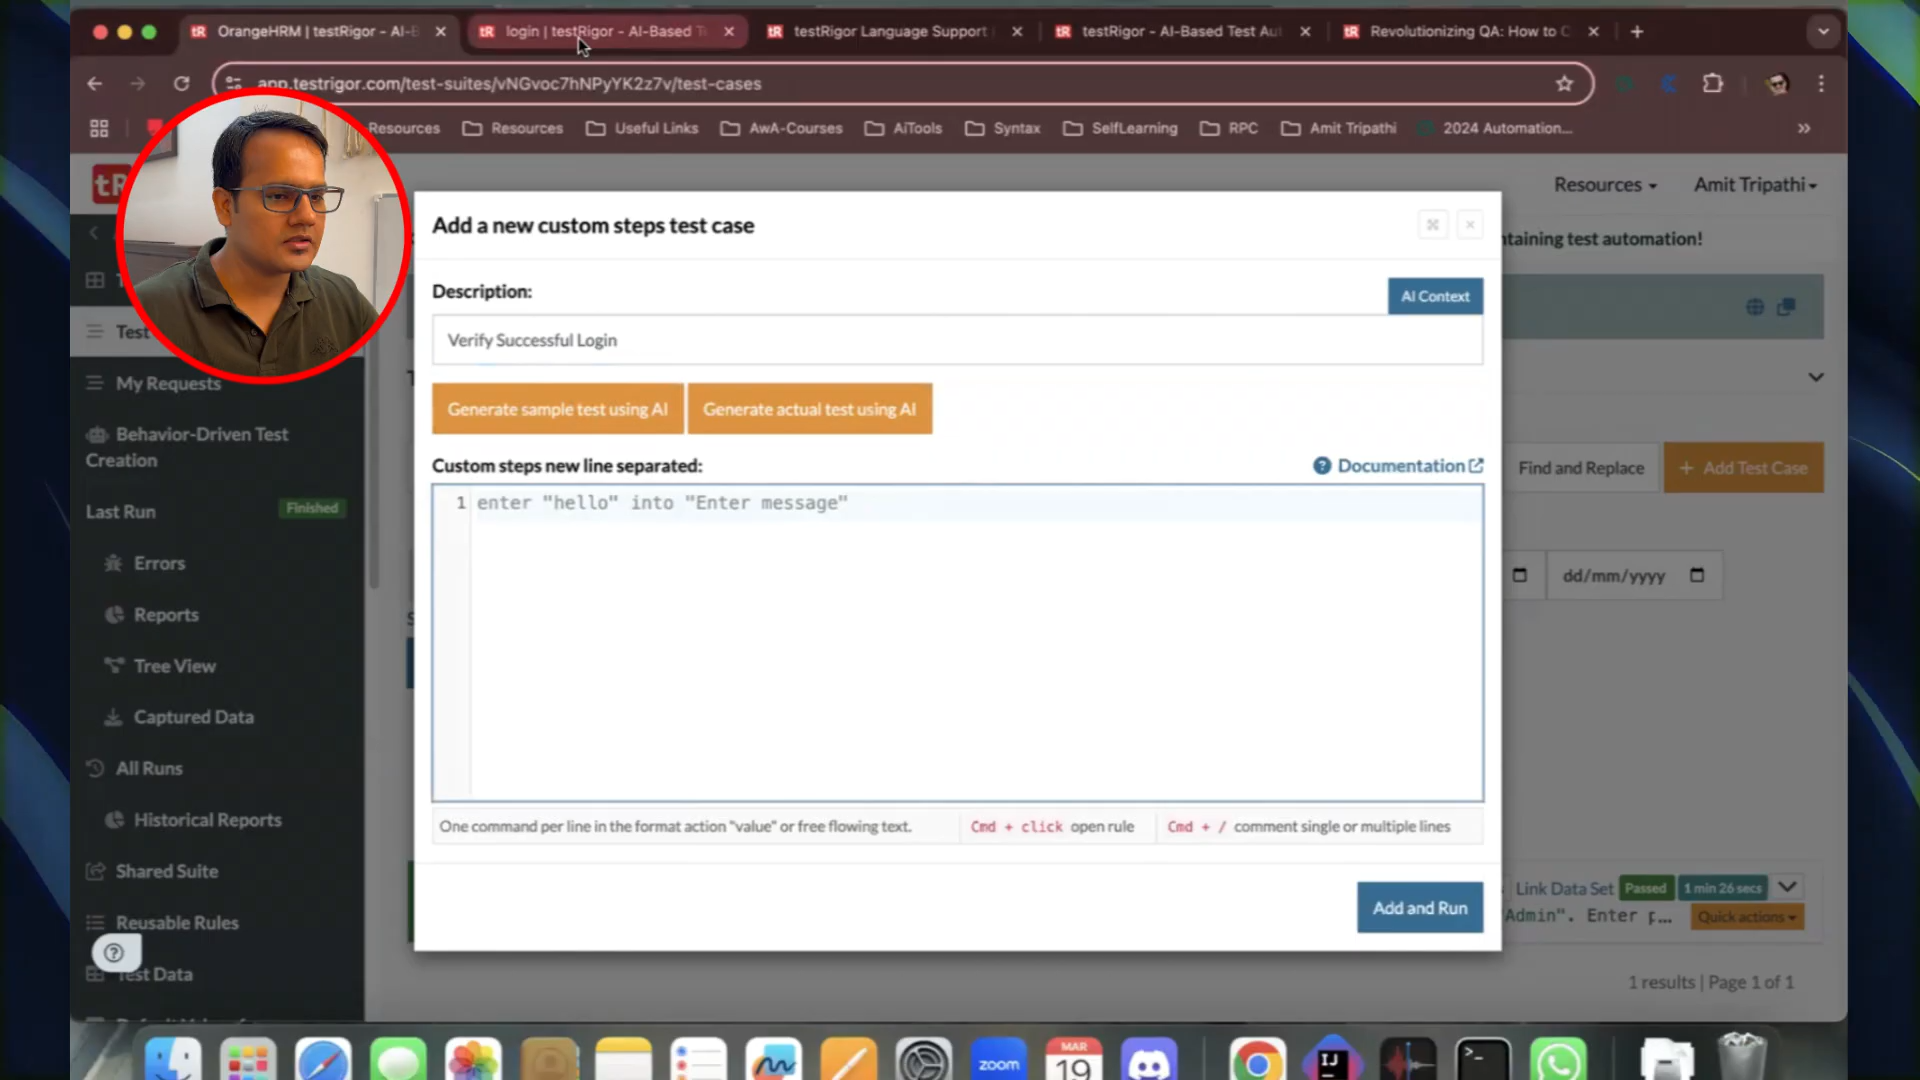 OrangeHRM | testRigor - AI-B
login | testRigor - AI-Based T
testRigor Language Support
testRigor - AI-Based Test Au
Revolutionizing QA: How to C
app.testrigor.com/test-suites/vNGvoc7hNPyYK2z7v/test-cases
Resources
Resources
Useful Links
AwA-Courses
AiTools
Syntax
SelfLearning
RPC
Amit Tripathi
2024 Automation...
»
tR
Resources
Amit Tripathi
ntaining test automation!
Test
My Requests
Behavior-Driven Test
Creation
Last Run
Finished
Errors
Reports
Tree View
Captured Data
All Runs
Historical Reports
Shared Suite
Reusable Rules
Test Data
Add a new custom steps test case
Description:
AI Context
Verify Successful Login
Generate sample test using AI
Generate actual test using AI
Custom steps new line separated:
Documentation
1 enter "hello" into "Enter message"
One command per line in the format action "value" or free flowing text.
Cmd + click open rule
Cmd + / comment single or multiple lines
Add and Run
Find and Replace
+ Add Test Case
dd/mm/yyyy
Link Data Set
Passed
1 min 26 secs
Admin". Enter p...
Quick actions
1 results | Page 1 of 1
zoom
MAR
19
IJ